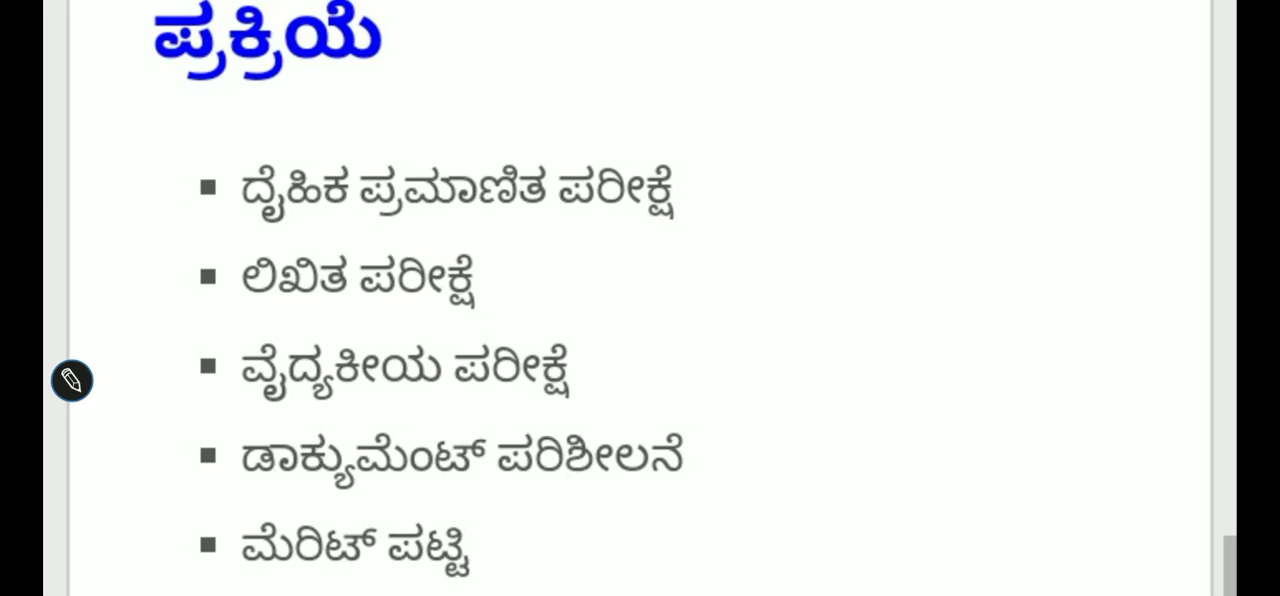 ಪ್ರಕ್ರಿಯೆ
ದೈಹಿಕ ಪ್ರಮಾಣಿತ ಪರೀಕ್ಷೆ
ಲಿಖಿತ ಪರೀಕ್ಷೆ
ವೈದ್ಯಕೀಯ ಪರೀಕ್ಷೆ
ಡಾಕ್ಯುಮೆಂಟ್ ಪರಿಶೀಲನೆ
ಮೆರಿಟ್ ಪಟ್ಟಿ